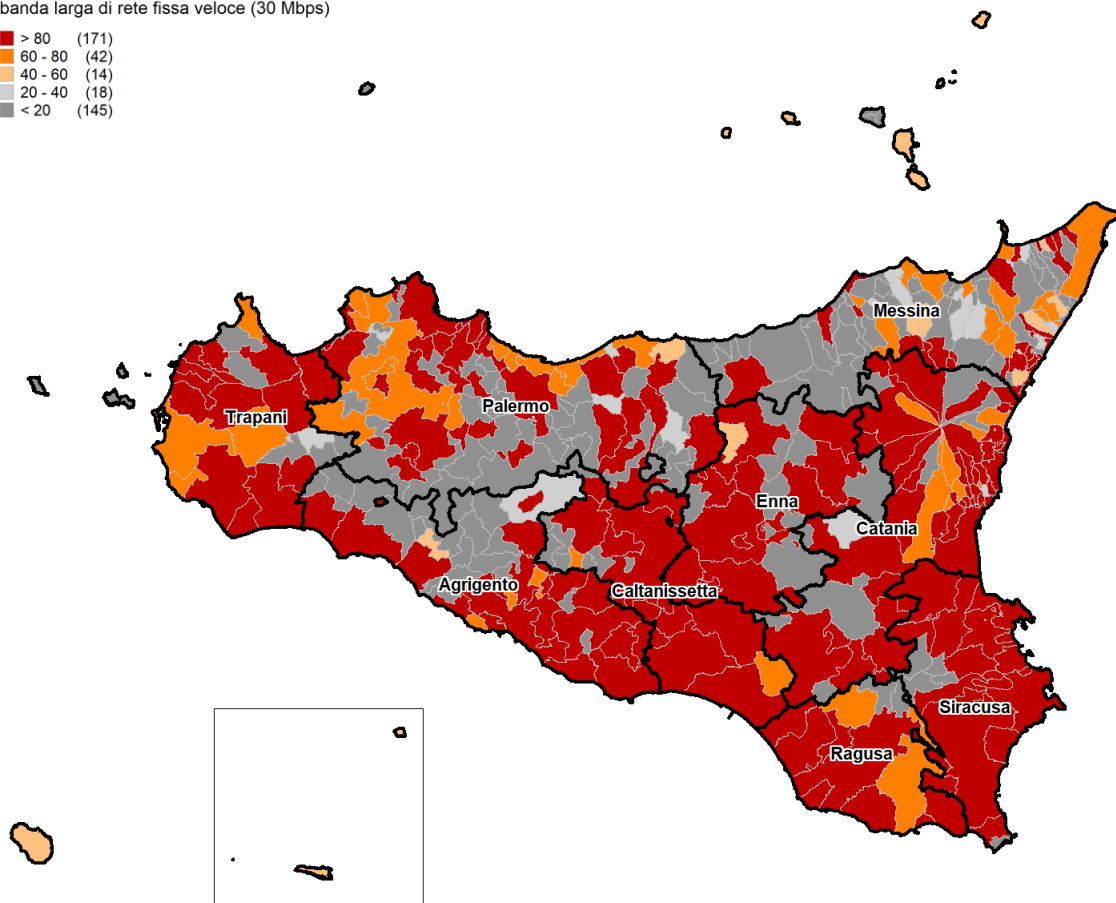 banda larga di rete fissa veloce (30 Mbps)
> 80 (171)
60 - 80 (42)
40 - 60 (14)
20 - 40 (18)
< 20 (145)
Messina
Palermo
Trapani
Enna
Catania
Agrigento
Caltanissetta
Siracusa
Ragusa